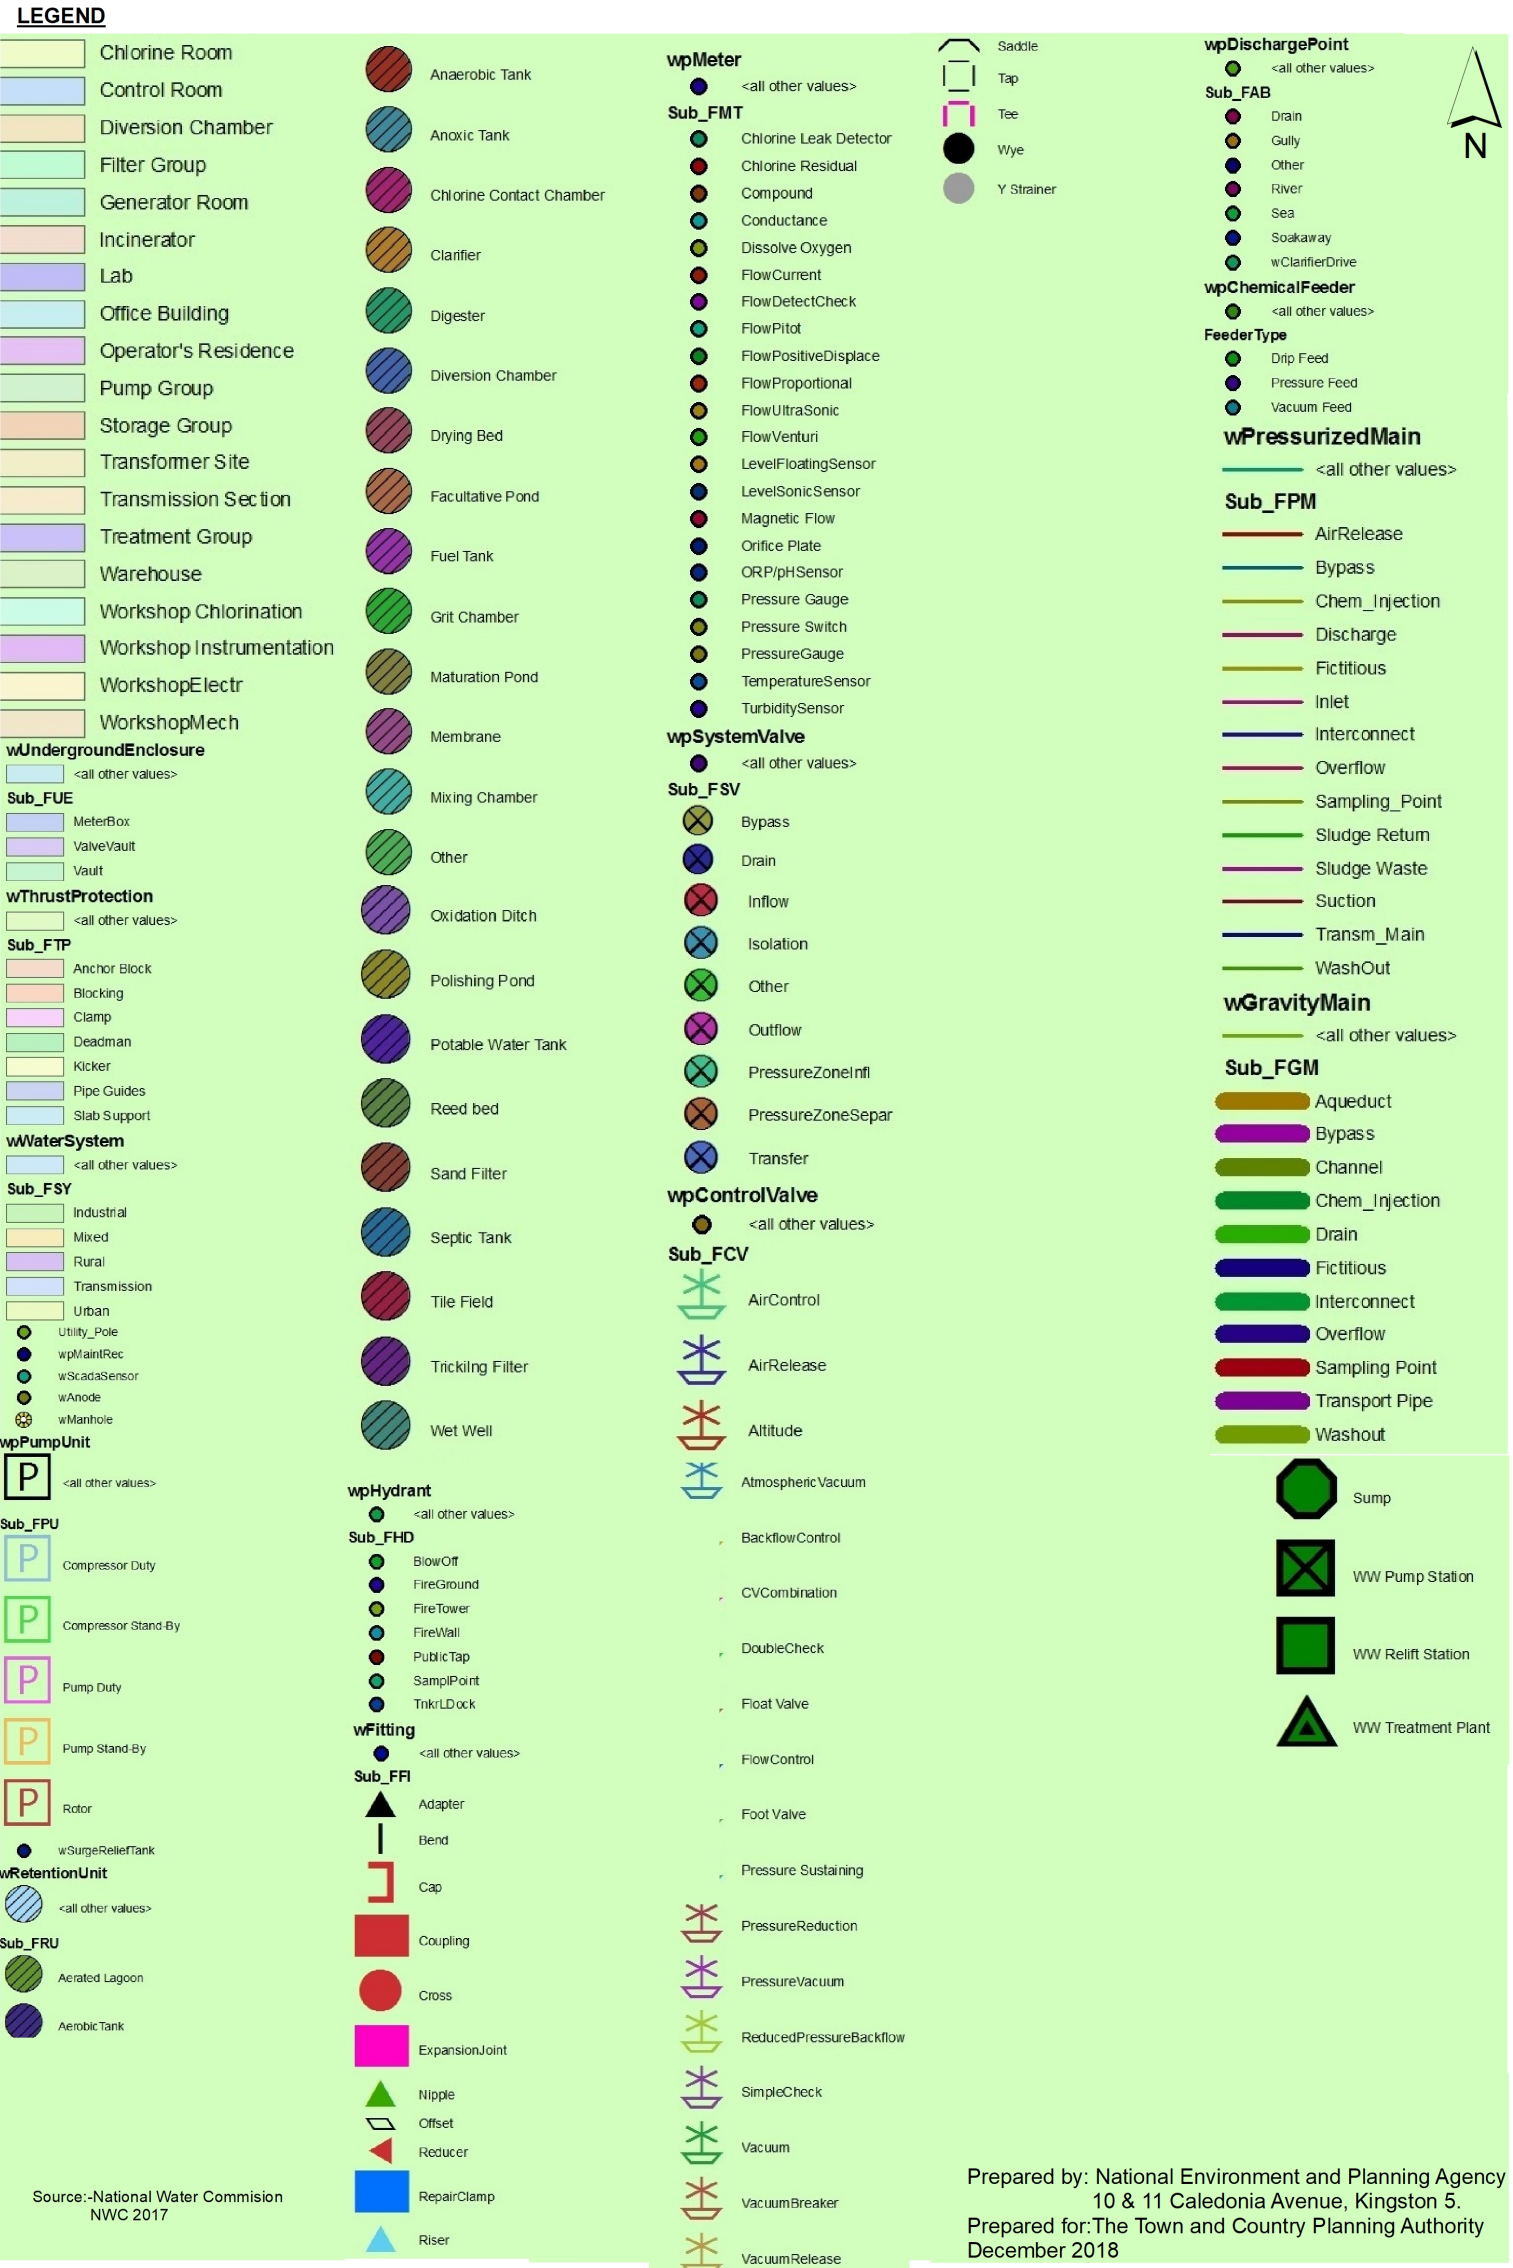 LEGEND
Chlorine Room
Control Room
Diversion Chamber
Filter Group
Generator Room
Incinerator
Lab
Office Building
Operator's Residence
Pump Group
Storage Group
Transformer Site
Transmission Section
Treatment Group
Warehouse
Workshop Chlorination
Workshop Instrumentation
WorkshopElectr
WorkshopMech
wUndergroundEnclosure
<all other values>
Sub_FUE
MeterBox
ValveVault
Vault
wThrustProtection
<all other values>
Sub_FTP
Anchor Block
Blocking
Clamp
Deadman
Kicker
Pipe Guides
Slab Support
wWaterSystem
<all other values>
Sub_FSY
Industrial
Mixed
Rural
Transmission
Urban
Utility_Pole
wpMaintRec
wScadaSensor
wAnode
wManhole
wpPumpUnit
P <all other values>
Sub_FPU
P Compressor Duty
P Compressor Stand-By
P Pump Duty
P Pump Stand-By
P Rotor
wSurgeReliefTank
wRetentionUnit
<all other values>
Sub_FRU
Aerated Lagoon
AerobicTank
Source:-National Water Commision
NWC 2017
Anaerobic Tank
Anoxic Tank
Chlorine Contact Chamber
Clarifier
Digester
Diversion Chamber
Drying Bed
Facultative Pond
Fuel Tank
Grit Chamber
Maturation Pond
Membrane
Mixing Chamber
Other
Oxidation Ditch
Polishing Pond
Potable Water Tank
Reed bed
Sand Filter
Septic Tank
Tile Field
Trickilng Filter
Wet Well
wpHydrant
<all other values>
Sub_FHD
BlowOff
FireGround
FireTower
FireWall
PublicTap
SamplPoint
TnkrLDock
wFitting
<all other values>
Sub_FFI
Adapter
Bend
Cap
Coupling
Cross
ExpansionJoint
Nipple
Offset
Reducer
RepairClamp
Riser
wpMeter
<all other values>
Sub_FMT
Chlorine Leak Detector
Chlorine Residual
Compound
Conductance
Dissolve Oxygen
FlowCurrent
FlowDetectCheck
FlowPitot
FlowPositiveDisplace
FlowProportional
FlowUltraSonic
FlowVenturi
LevelFloatingSensor
LevelSonicSensor
Magnetic Flow
Orifice Plate
ORP/pHSensor
Pressure Gauge
Pressure Switch
PressureGauge
TemperatureSensor
TurbiditySensor
wpSystemValve
<all other values>
Sub_FSV
Bypass
Drain
Inflow
Isolation
Other
Outflow
PressureZoneInfl
PressureZoneSepar
Transfer
wpControlValve
<all other values>
Sub_FCV
AirControl
AirRelease
Altitude
AtmosphericVacuum
BackflowControl
CVCombination
DoubleCheck
Float Valve
FlowControl
Foot Valve
Pressure Sustaining
PressureReduction
PressureVacuum
ReducedPressureBackflow
SimpleCheck
Vacuum
VacuumBreaker
VacuumRelease
Saddle
Tap
Tee
Wye
Y Strainer
wpDischargePoint
<all other values>
Sub_FAB
Drain
Gully
Other
River
Sea
Soakaway
wClarifierDrive
wpChemicalFeeder
<all other values>
FeederType
Drip Feed
Pressure Feed
Vacuum Feed
wPressurizedMain
<all other values>
Sub_FPM
AirRelease
Bypass
Chem_Injection
Discharge
Fictitious
Inlet
Interconnect
Overflow
Sampling_Point
Sludge Return
Sludge Waste
Suction
Transm_Main
WashOut
wGravityMain
<all other values>
Sub_FGM
Aqueduct
Bypass
Channel
Chem_Injection
Drain
Fictitious
Interconnect
Overflow
Sampling Point
Transport Pipe
Washout
Sump
WW Pump Station
WW Relift Station
WW Treatment Plant
N
Prepared by: National Environment and Planning Agency
10 & 11 Caledonia Avenue, Kingston 5.
Prepared for:The Town and Country Planning Authority
December 2018